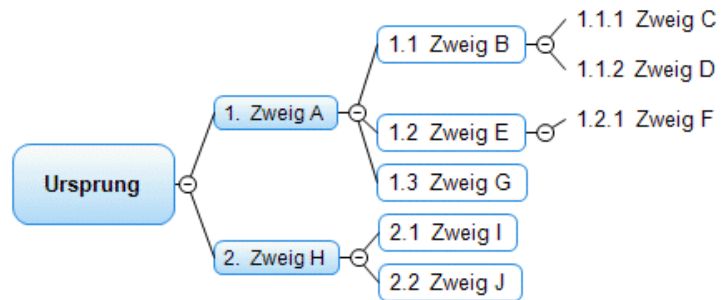 Ursprung
1. Zweig A
1.1 Zweig B
1.1.1 Zweig C
1.1.2 Zweig D
1.2 Zweig E
1.2.1 Zweig F
1.3 Zweig G
2. Zweig H
2.1 Zweig I
2.2 Zweig J